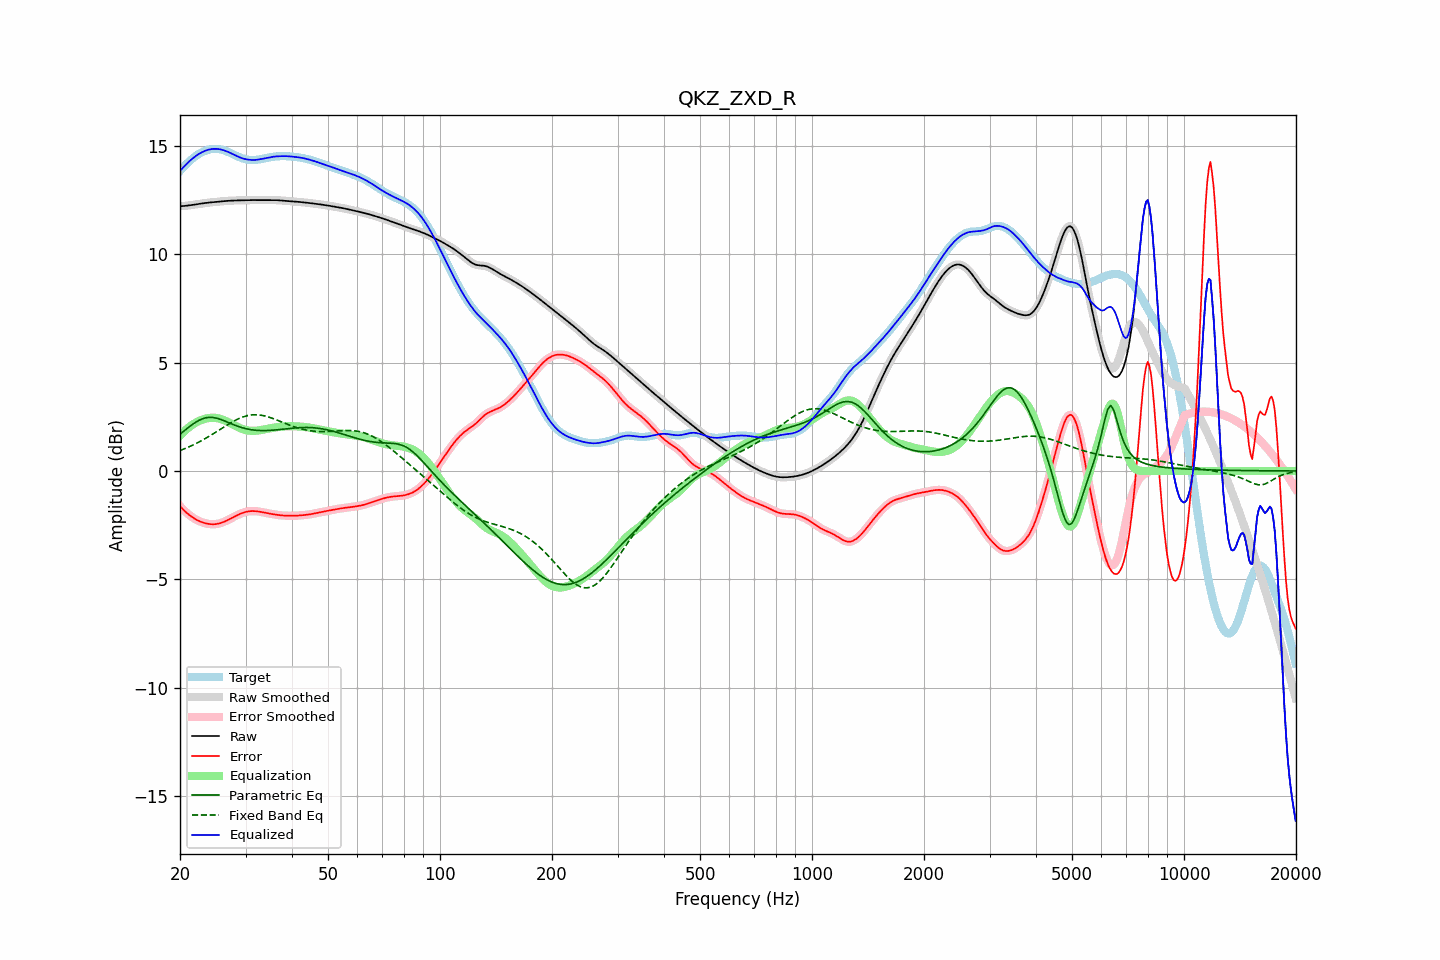 QKZ_ZXD_R
Amplitude (dBr)
15
10
5
0
−5
−10
−15
Target
Raw Smoothed
Error Smoothed
Raw
Error
Equalization
Parametric Eq
Fixed Band Eq
Equalized
20 50 100 200 500 1000 2000 5000 10000 20000
Frequency (Hz)